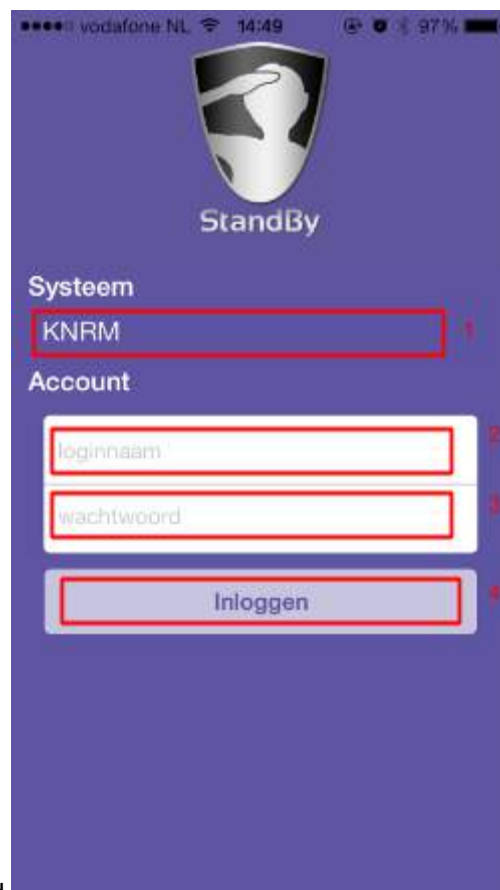 vodafone NL 14:49 97%
StandBy
Systeem
KNRM 1
Account
loginnaam 2
wachtwoord 3
Inloggen 4